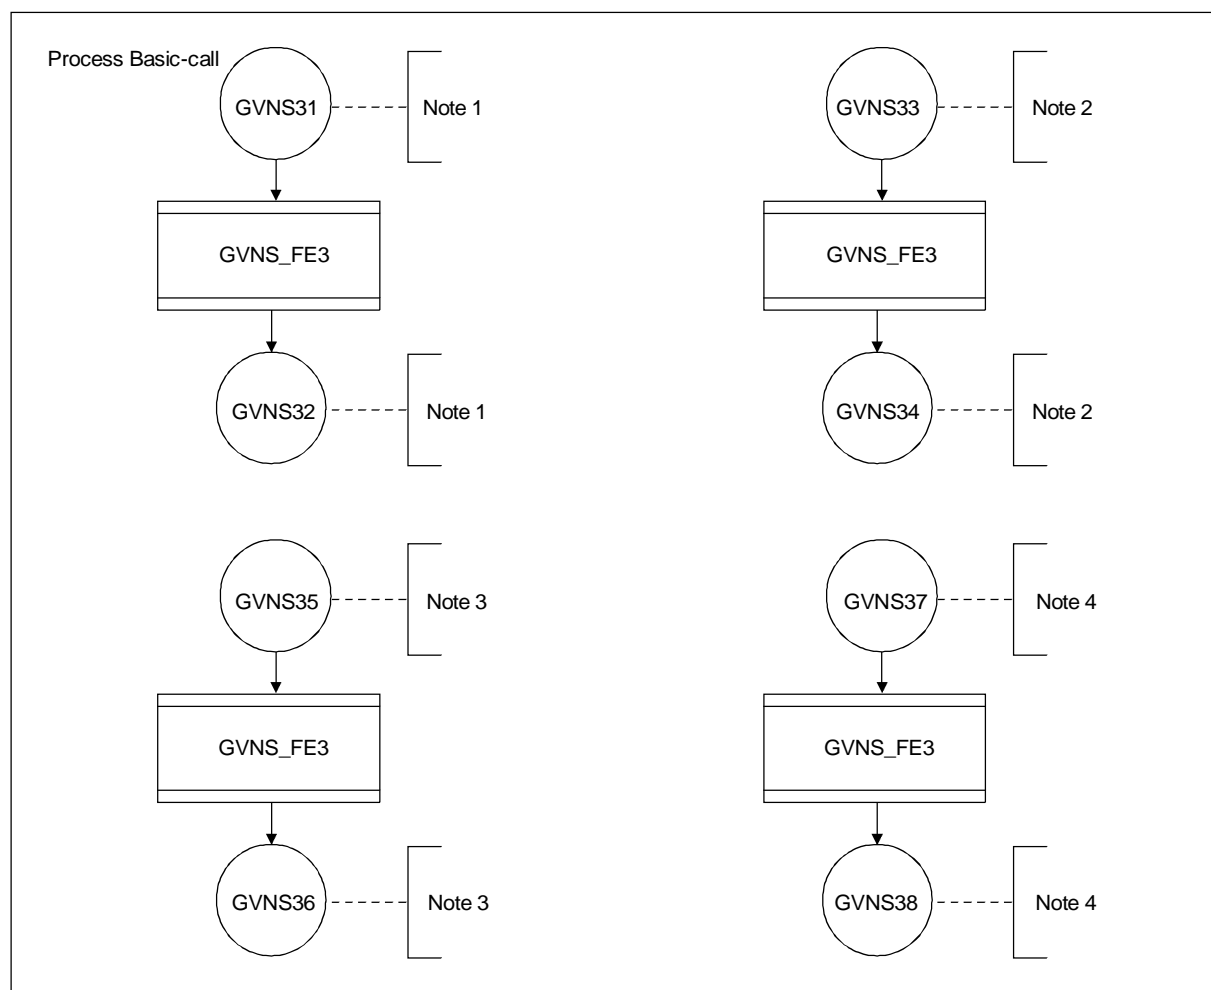 Process Basic-call
GVNS31
Note 1
GVNS33
Note 2
GVNS_FE3
GVNS_FE3
GVNS32
Note 1
GVNS34
Note 2
GVNS35
Note 3
GVNS37
Note 4
GVNS_FE3
GVNS_FE3
GVNS36
Note 3
GVNS38
Note 4